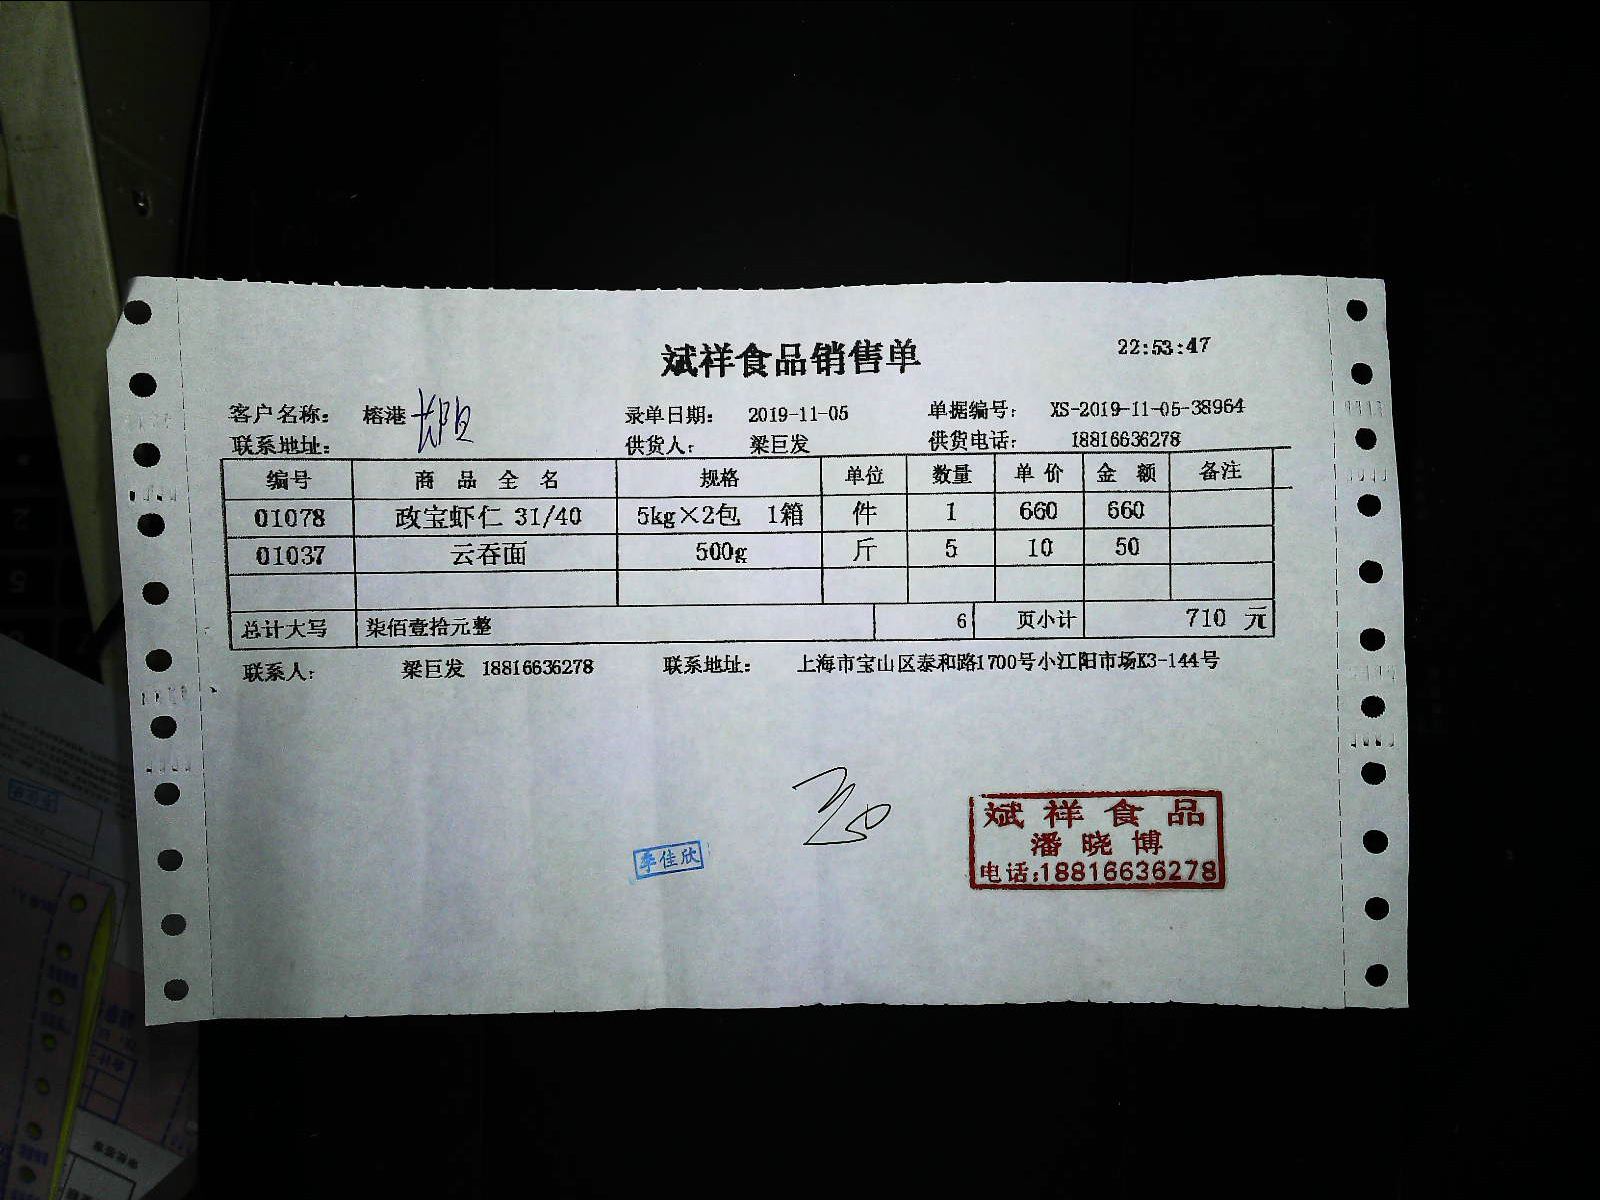 斌祥食品销售单
22:53:47
客户名称： 榕港 长阳 录单日期： 2019-11-05 单据编号： XS-2019-11-05-38964
联系地址： 供货人： 梁巨发 供货电话： 18816636278
编号 商品全名 规格 单位 数量 单价 金额 备注
01078 政宝虾仁 31/40 5kg×2包 1箱 件 1 660 660
01037 云吞面 500g 斤 5 10 50
总计大写 柒佰壹拾元整 6 页小计 710 元
联系人： 梁巨发 18816636278 联系地址： 上海市宝山区泰和路1700号小江阳市场K3-144号
李佳欣
斌祥食品
潘晓博
电话:18816636278